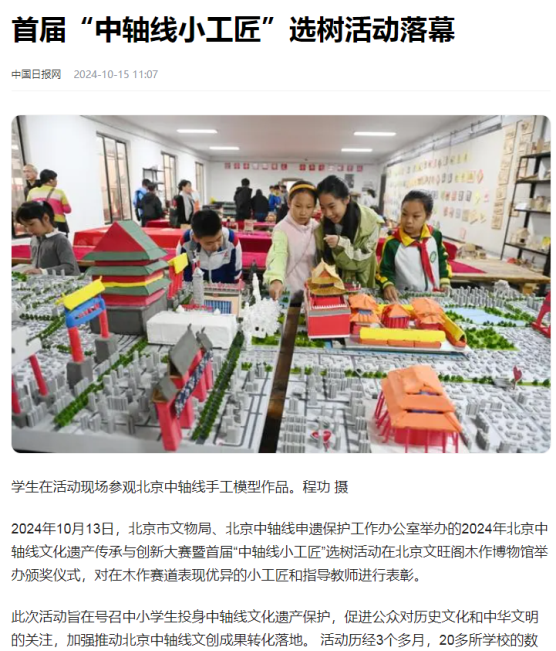 首届“中轴线小工匠”选树活动落幕
中国日报网 2024-10-15 11:07
学生在活动现场参观北京中轴线手工模型作品。程功 摄
2024年10月13日，北京市文物局、北京中轴线申遗保护工作办公室举办的2024年北京中
轴线文化遗产传承与创新大赛暨首届“中轴线小工匠”选树活动在北京文旺阁木作博物馆举
办颁奖仪式，对在木作赛道表现优异的小工匠和指导教师进行表彰。
此次活动旨在号召中小学生投身中轴线文化遗产保护，促进公众对历史文化和中华文明
的关注，加强推动北京中轴线文创成果转化落地。 活动历经3个多月，20多所学校的数